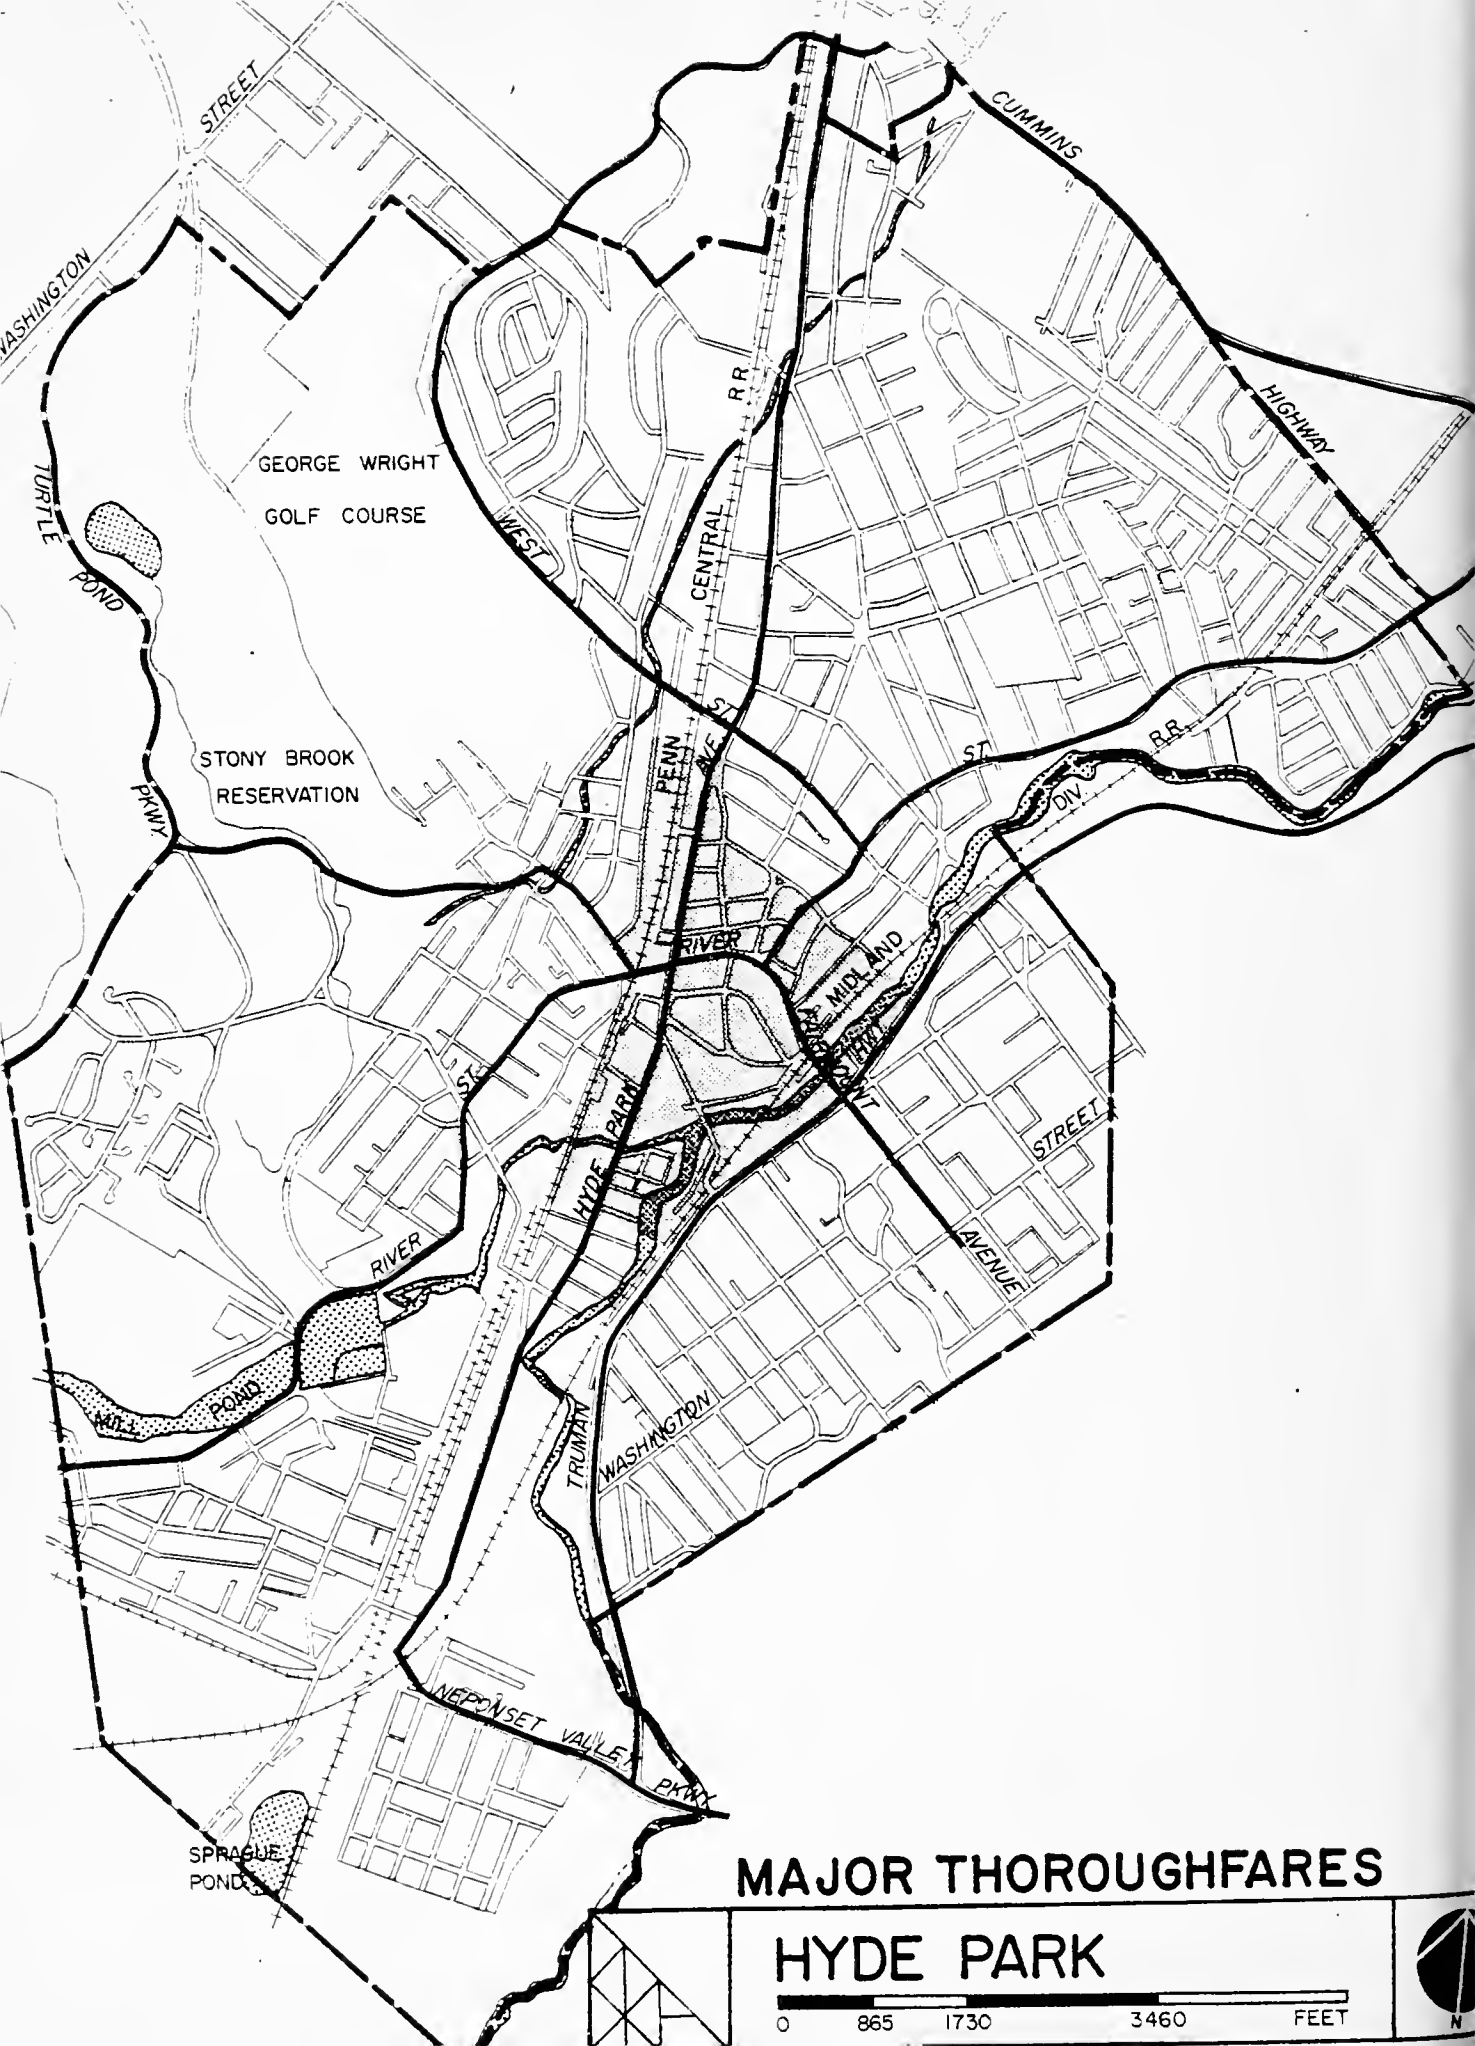 STREET
WASHINGTON
CUMMINS
HIGHWAY
RR
GEORGE WRIGHT
GOLF COURSE
TURTLE
POND
PKWY
WEST
ST.
CENTRAL
PENN
AVE.
STONY BROOK
RESERVATION
ST.
R.R.
DIV.
MIDLAND
RIVER
ST.
PARK
HYDE
STREET
AVENUE
RIVER
MILL POND
TRUMAN
WASHINGTON
NEPONSET VALLEY
PKWY
SPRAGUE
POND
MAJOR THOROUGHFARES
HYDE PARK
0 865 1730 3460 FEET
N